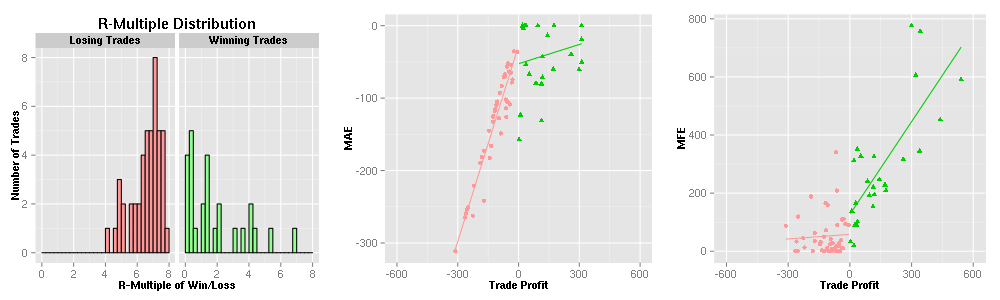 R-Multiple Distribution
Losing Trades Winning Trades
Number of Trades
8
6
4
2
0
0 2 4 6 8 0 2 4 6 8
R-Multiple of Win/Loss
MAE
0
-100
-200
-300
-600 -300 0 300 600
Trade Profit
MFE
800
600
400
200
0
-600 -300 0 300 600
Trade Profit